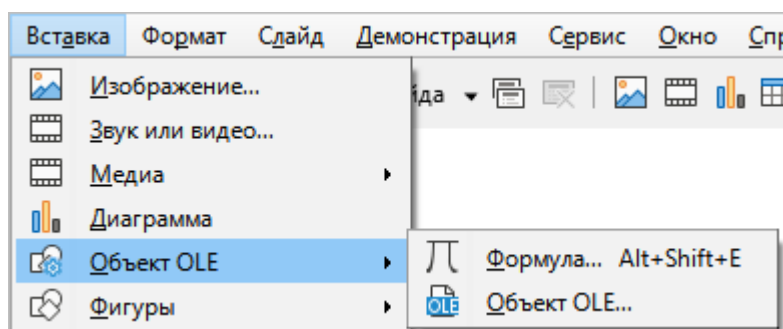 Вставка Формат Слайд Демонстрация Сервис Окно
Изображение...
Звук или видео...
Медиа
Диаграмма
Объект OLE
Формула... Alt+Shift+E
OLE Объект OLE...
Фигуры